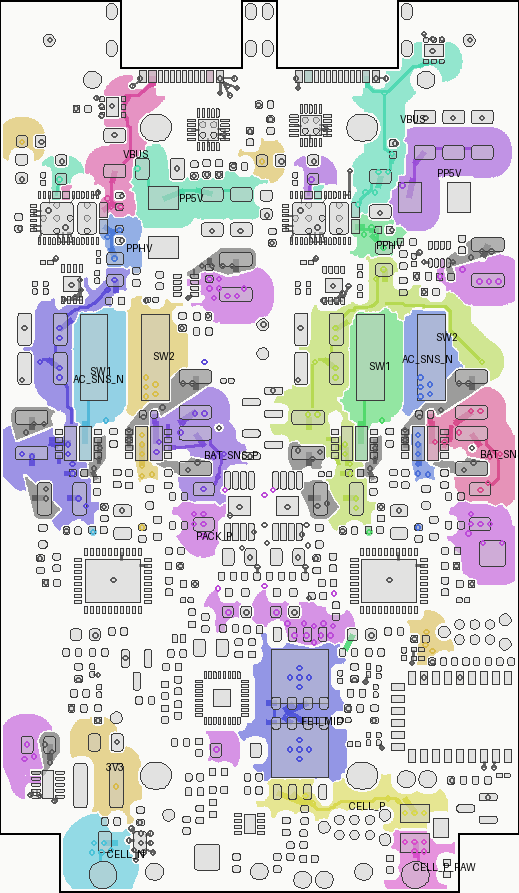 VBUS
VBUS
PP5V
PP5V
PPHV
PPHV
SW1
SW2
AC_SNS_N
SW1
SW2
AC_SNS_N
BAT_SN
PACK_P
FET_MID
3V3
CELL_P
CELL_N
CELL_P_RAW